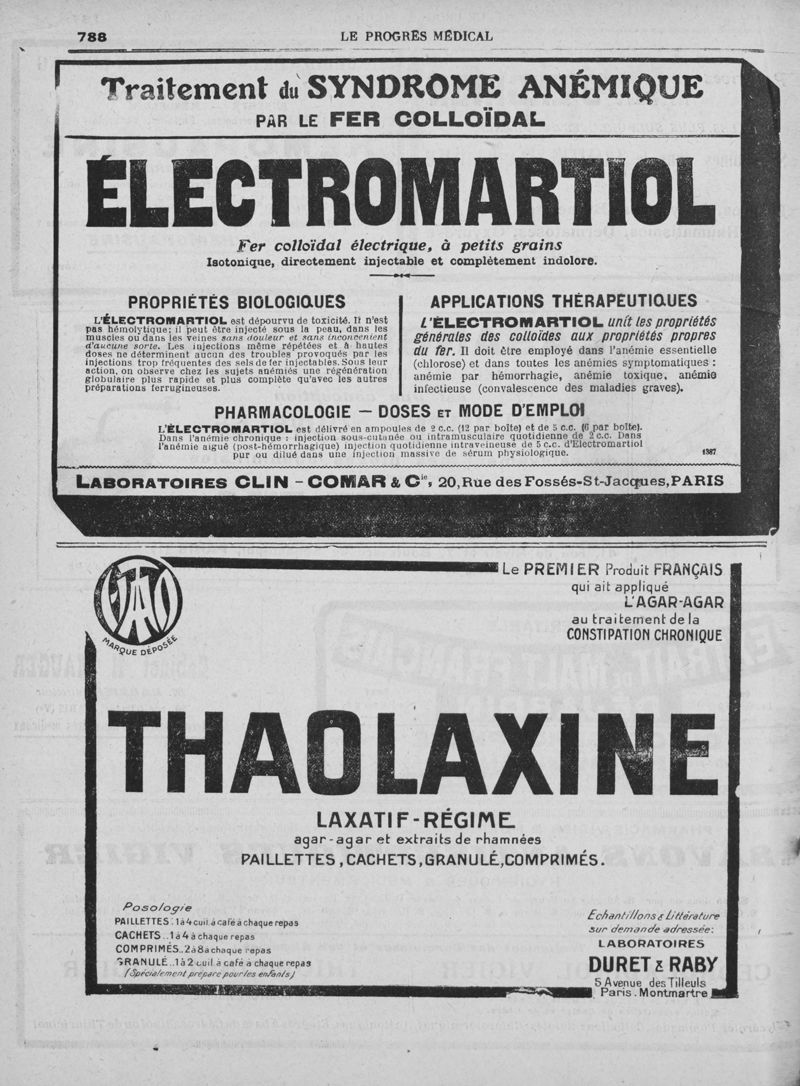 788
LE PROGRÈS MÉDICAL
Traitement du SYNDROME ANÉMIQUE
PAR LE FER COLLOÏDAL
ÉLECTROMARTIOL
Fer colloïdal électrique, à petits grains
Isotonique, directement injectable et complètement indolore.
PROPRIÉTÉS BIOLOGIQUES
L'ÉLECTROMARTIOL est dépourvu de toxicité. Il n'est
pas hémolytique; il peut être injecté sous la peau, dans les
muscles ou dans les veines sans douleur et sans inconvenient
d'aucune sorte. Les injections même répétées et à hautes
doses ne déterminent aucun des troubles provoqués par les
injections trop fréquentes des sels de fer injectables. Sous leur
action, on observe chez les sujets anémiés une régénération
globulaire plus rapide et plus complète qu'avec les autres
préparations ferrugineuses.
APPLICATIONS THÉRAPEUTIQUES
L'ÉLECTROMARTIOL unit les propriétés
générales des colloïdes aux propriétés propres
du fer. Il doit être employé dans l'anémie essentielle
(chlorose) et dans toutes les anémies symptomatiques :
anémie par hémorrhagie, anémie toxique, anémie
infectieuse (convalescence des maladies graves).
PHARMACOLOGIE — DOSES ET MODE D'EMPLOI
L'ÉLECTROMARTIOL est délivré en ampoules de 2 c.c. (12 par boîte) et de 5 c.c. (6 par boîte).
Dans l'anémie chronique : injection sous-cutanée ou intramusculaire quotidienne de 2 c.c. Dans
l'anémie aiguë (post-hémorrhagique) injection quotidienne intraveineuse de 5 c.c. d'Electromartiol
pur ou dilué dans une injection massive de sérum physiologique.
1387
LABORATOIRES CLIN - COMAR & Cie, 20, Rue des Fossés-St-Jacques, PARIS
MARQUE DÉPOSÉE
Le PREMIER Produit FRANÇAIS
qui ait appliqué
L'AGAR-AGAR
au traitement de la
CONSTIPATION CHRONIQUE
THAOLAXINE
LAXATIF-RÉGIME
agar-agar et extraits de rhamnées
PAILLETTES, CACHETS, GRANULÉ, COMPRIMÉS.
Posologie
PAILLETTES: 1 à 4 cuil. à café à chaque repas
CACHETS .. 1 à 4 à chaque repas
COMPRIMÉS.. 2 à 8 à chaque repas
GRANULÉ .. 1 à 2 cuil à café à chaque repas
(Spécialement préparé pour les enfants)
Echantillons & Littérature
sur demande adressée:
LABORATOIRES
DURET & RABY
5 Avenue des Tilleuls
Paris. Montmartre